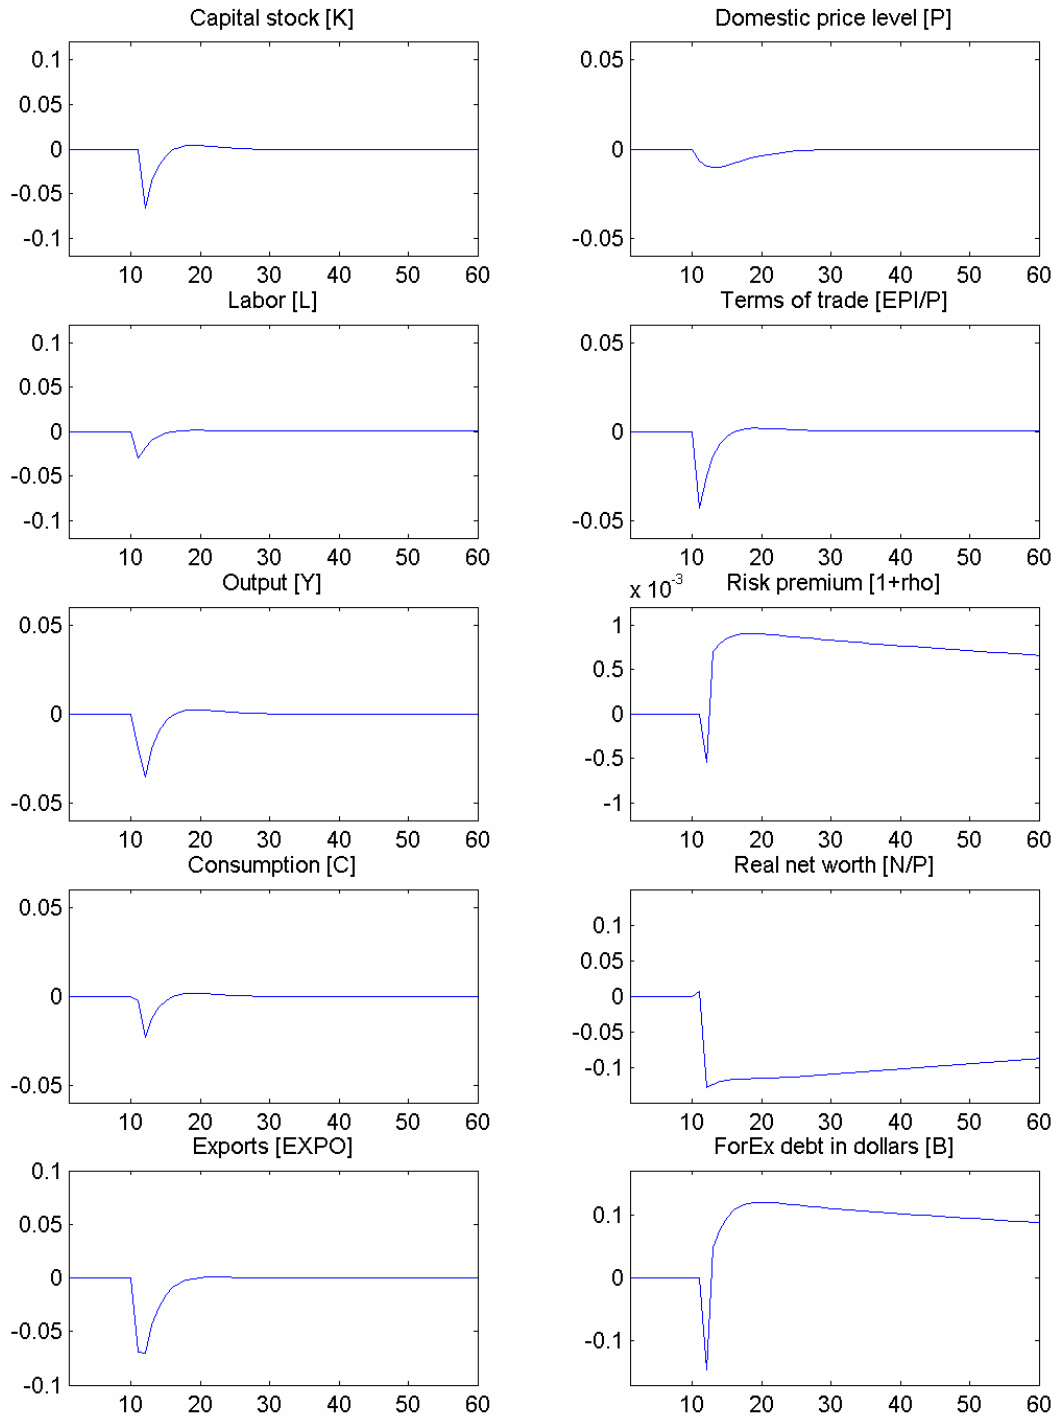 Capital stock [K]
0.1
0.05
0
-0.05
-0.1
10 20 30 40 50 60
Domestic price level [P]
0.05
0
-0.05
10 20 30 40 50 60
Labor [L]
0.1
0.05
0
-0.05
-0.1
10 20 30 40 50 60
Terms of trade [EPI/P]
0.05
0
-0.05
10 20 30 40 50 60
Output [Y]
0.05
0
-0.05
10 20 30 40 50 60
x 10-3
Risk premium [1+rho]
1
0.5
0
-0.5
-1
10 20 30 40 50 60
Consumption [C]
0.05
0
-0.05
10 20 30 40 50 60
Real net worth [N/P]
0.1
0.05
0
-0.05
-0.1
10 20 30 40 50 60
Exports [EXPO]
0.1
0.05
0
-0.05
-0.1
10 20 30 40 50 60
ForEx debt in dollars [B]
0.1
0
-0.1
10 20 30 40 50 60